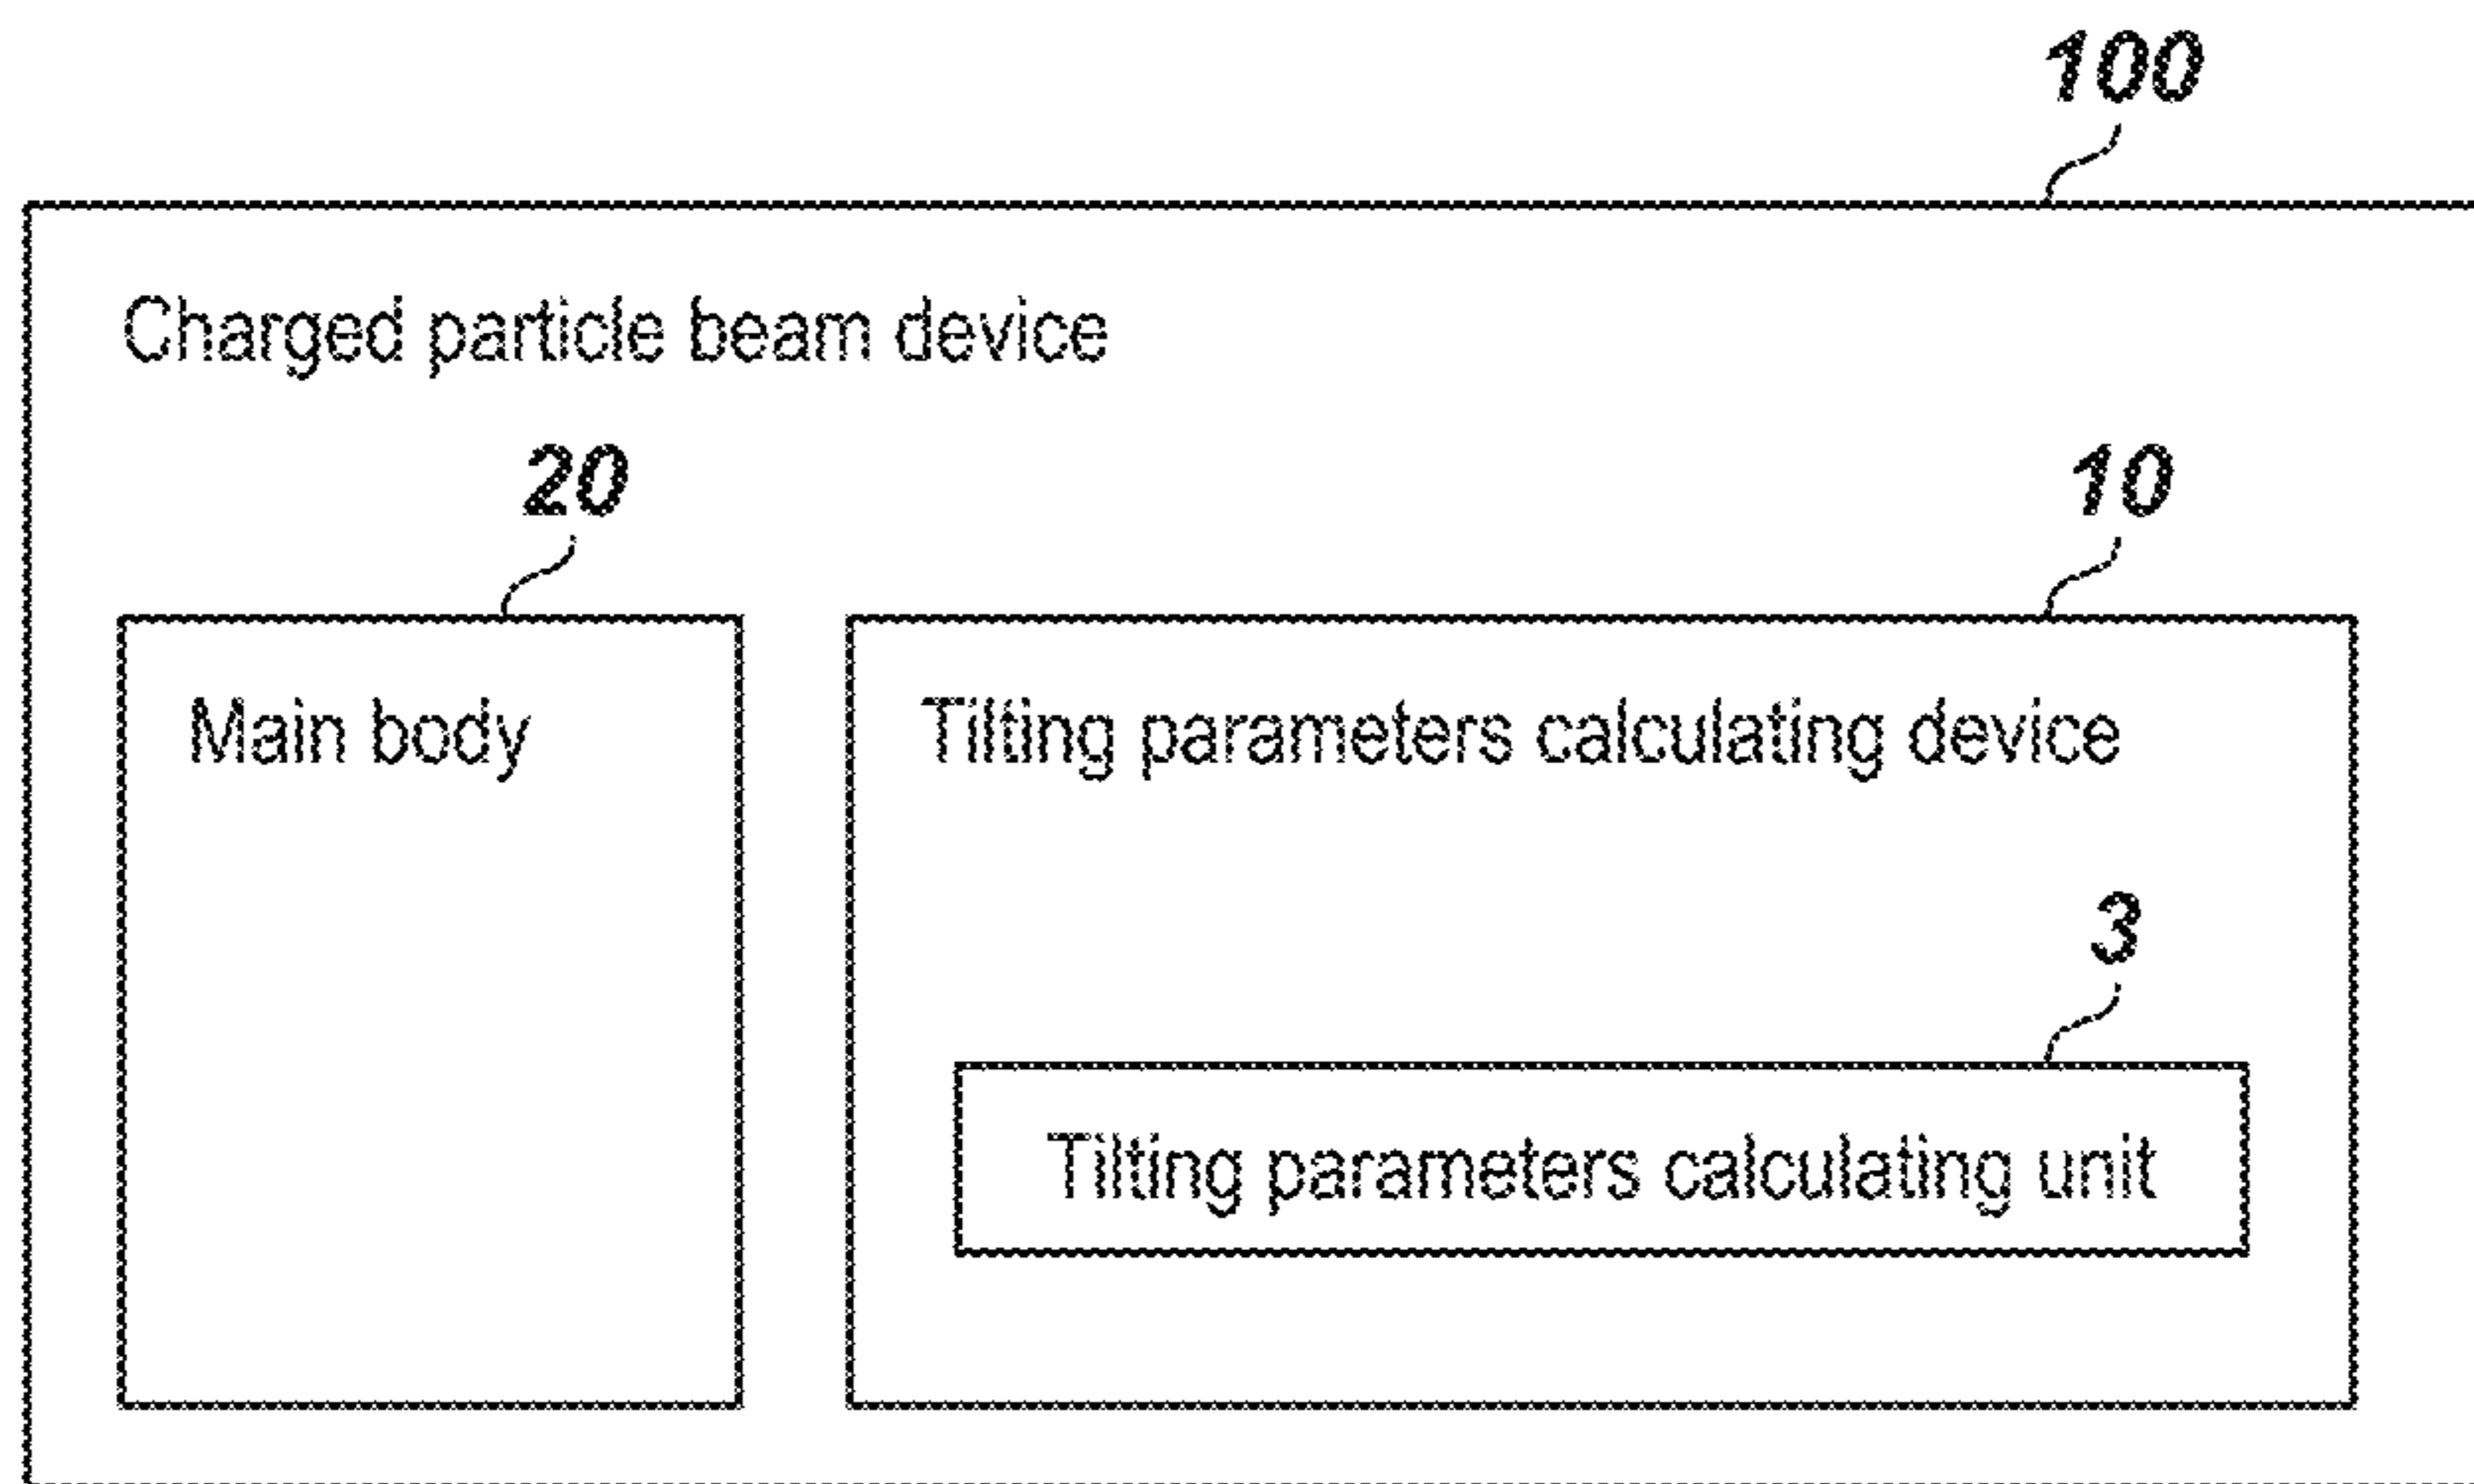 100
Charged particle beam device
20
10
Main body
Tilting parameters calculating device
3
Tilting parameters calculating unit